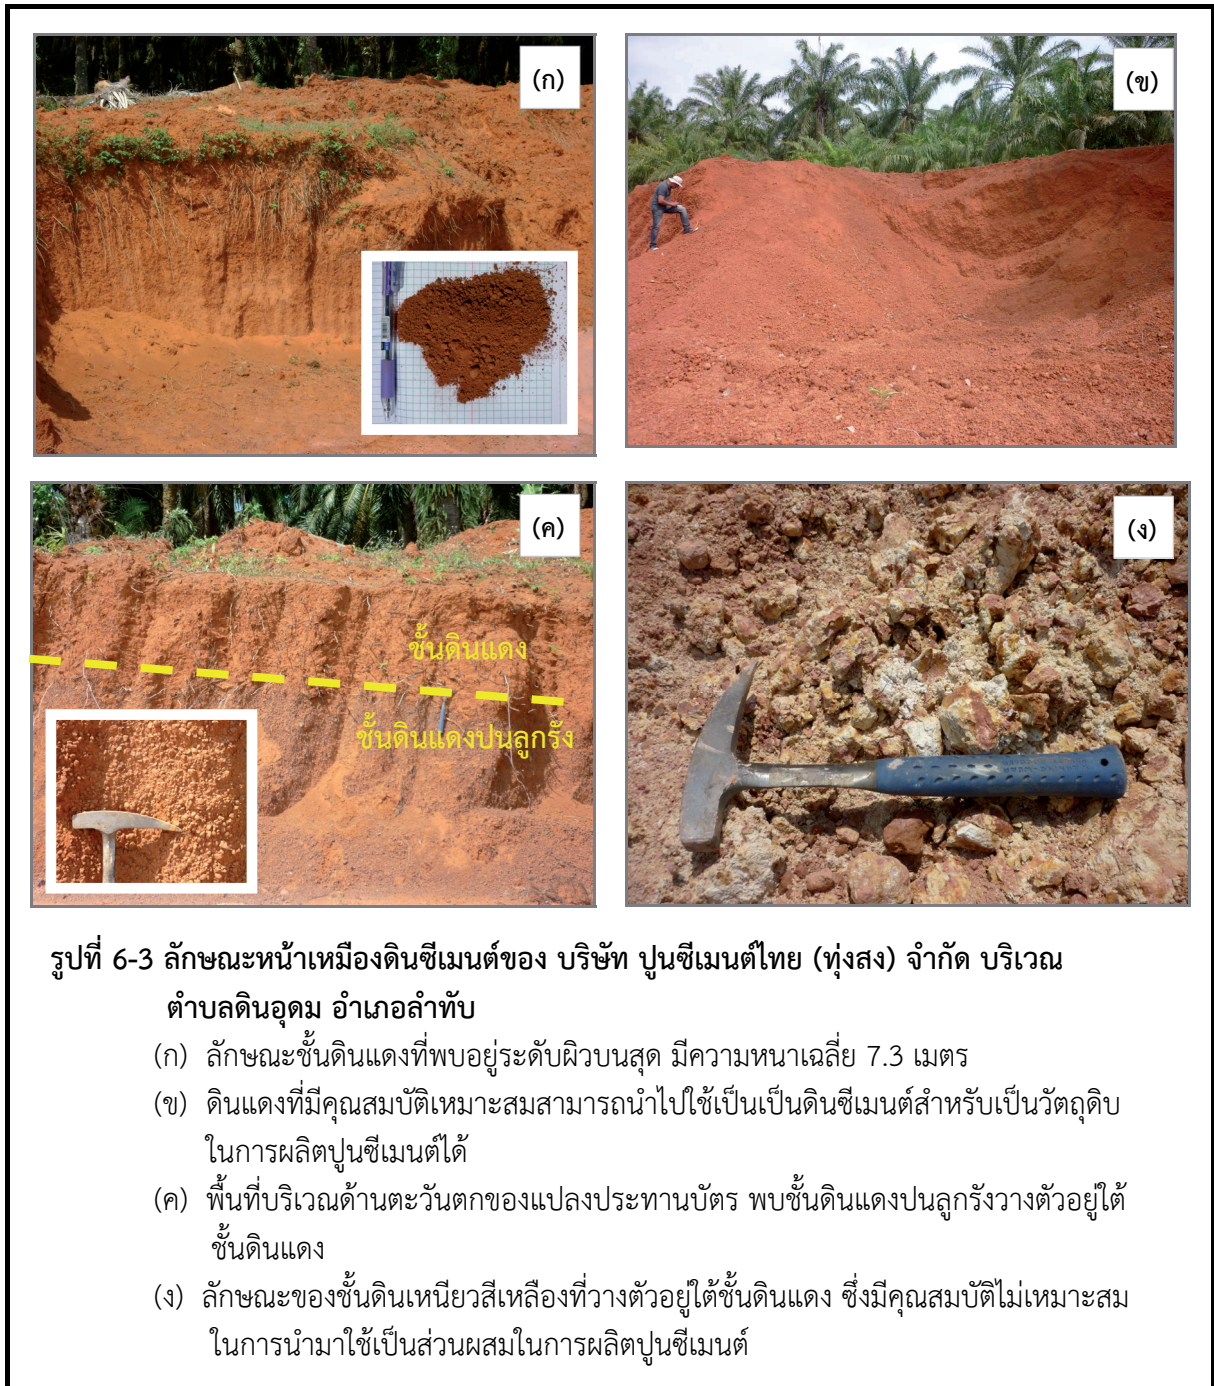 (ก)
(ข)
(ค)
ชั้นดินแดง
ชั้นดินแดงปนลูกรัง
(ง)
รูปที่ 6-3 ลักษณะหน้าเหมืองดินซีเมนต์ของ บริษัท ปูนซีเมนต์ไทย (ทุ่งสง) จำกัด บริเวณ
ตำบลดินอุดม อำเภอลำทับ
(ก) ลักษณะชั้นดินแดงที่พบอยู่ระดับผิวบนสุด มีความหนาเฉลี่ย 7.3 เมตร
(ข) ดินแดงที่มีคุณสมบัติเหมาะสมสามารถนำไปใช้เป็นเป็นดินซีเมนต์สำหรับเป็นวัตถุดิบ
ในการผลิตปูนซีเมนต์ได้
(ค) พื้นที่บริเวณด้านตะวันตกของแปลงประทานบัตร พบชั้นดินแดงปนลูกรังวางตัวอยู่ใต้
ชั้นดินแดง
(ง) ลักษณะของชั้นดินเหนียวสีเหลืองที่วางตัวอยู่ใต้ชั้นดินแดง ซึ่งมีคุณสมบัติไม่เหมาะสม
ในการนำมาใช้เป็นส่วนผสมในการผลิตปูนซีเมนต์